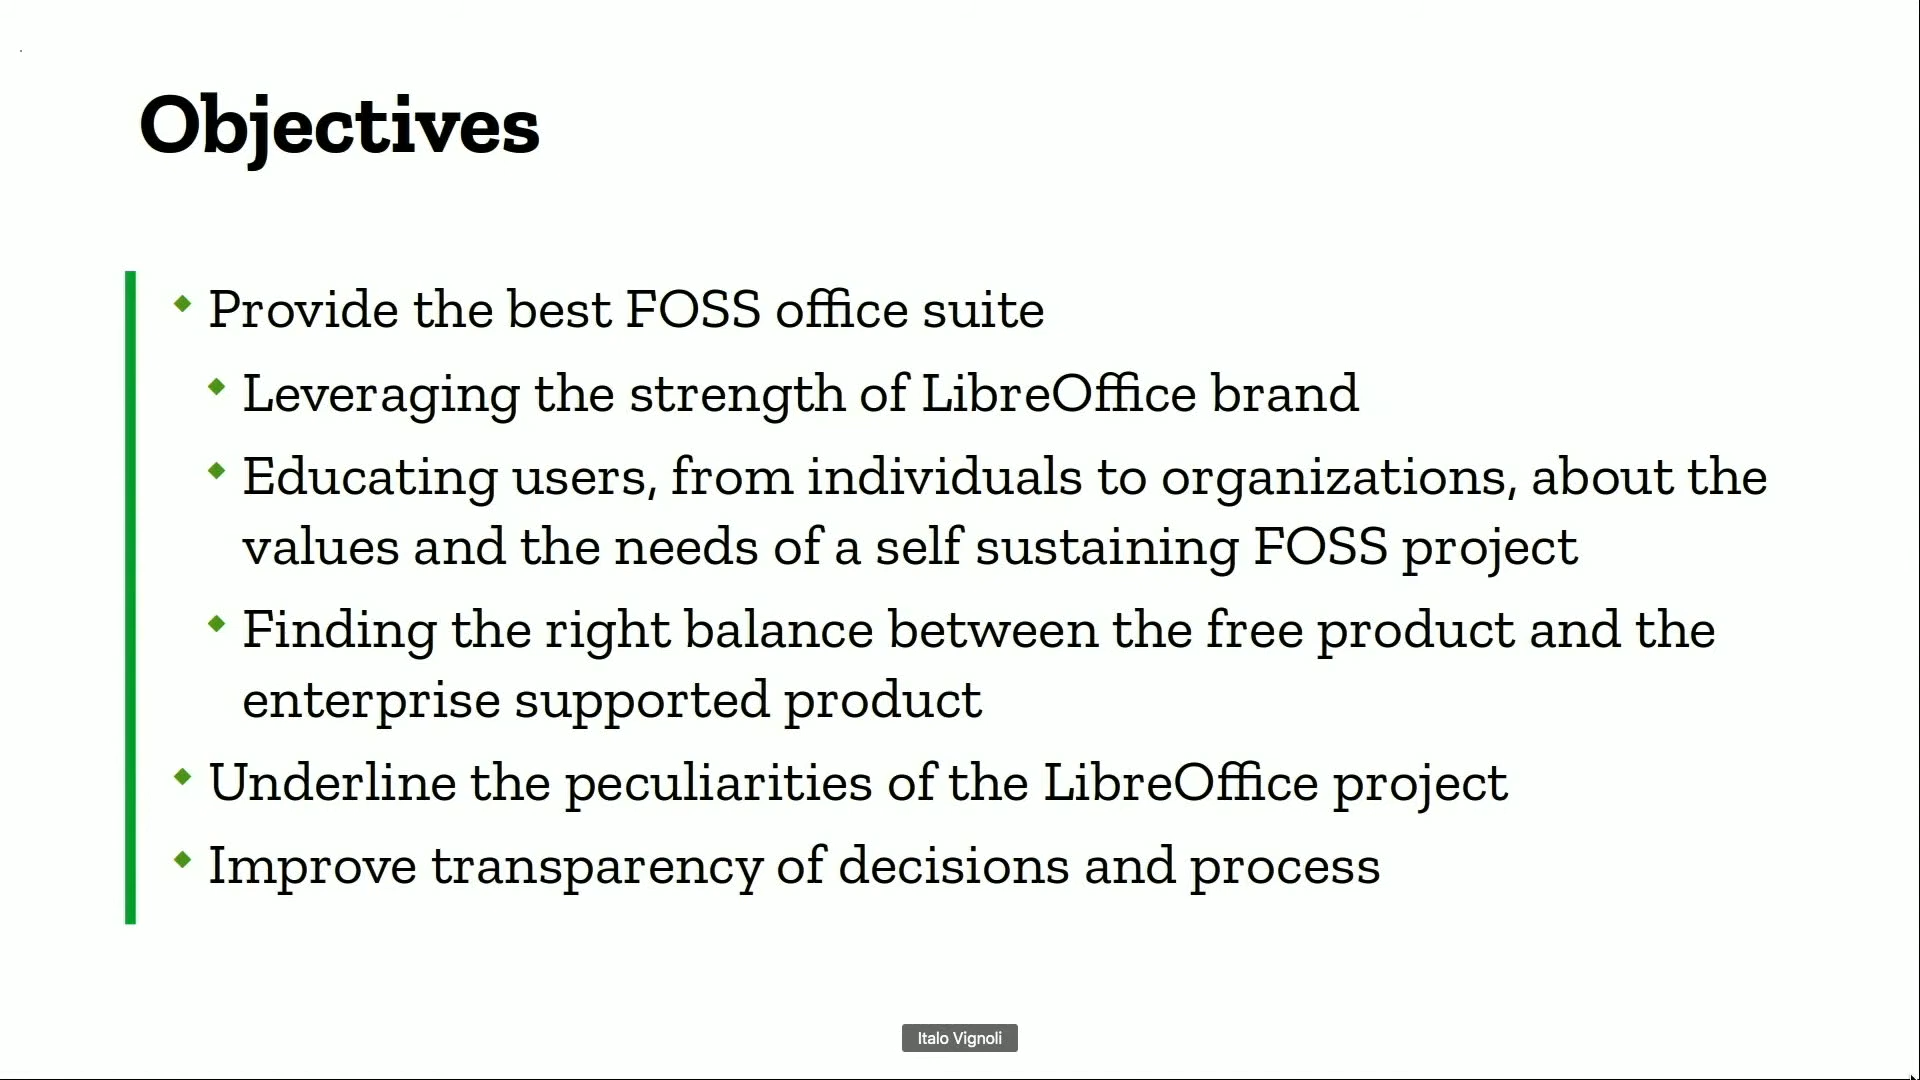 Objectives
Provide the best FOSS office suite
Leveraging the strength of LibreOffice brand
Educating users, from individuals to organizations, about the
values and the needs of a self sustaining FOSS project
Finding the right balance between the free product and the
enterprise supported product
Underline the peculiarities of the LibreOffice project
Improve transparency of decisions and process
Italo Vignoli